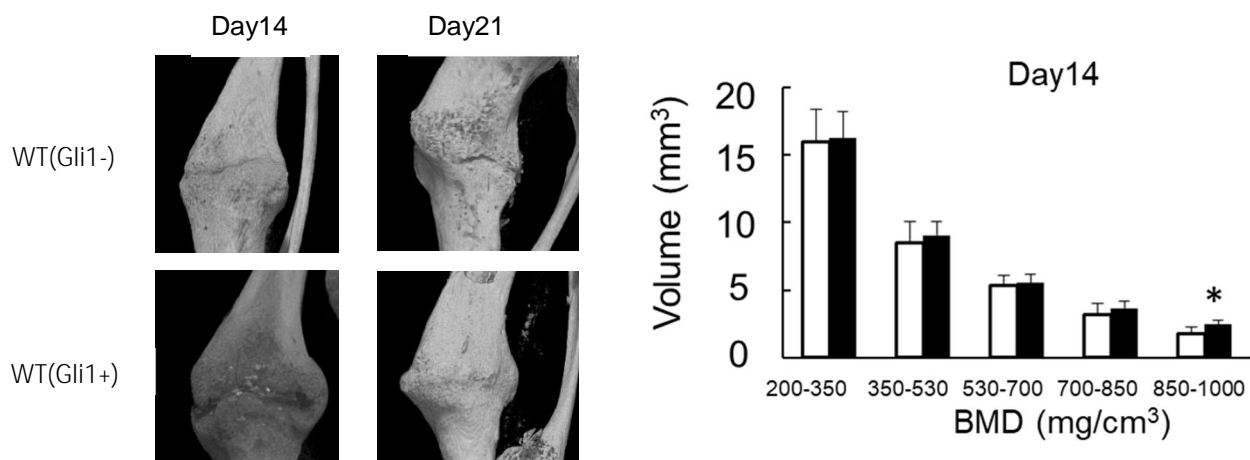 Day14
Day21
WT(Gli1-)
WT(Gli1+)
Day14
Volume (mm3)
20
15
10
5
0
*
200-350 350-530 530-700 700-850 850-1000
BMD (mg/cm3)